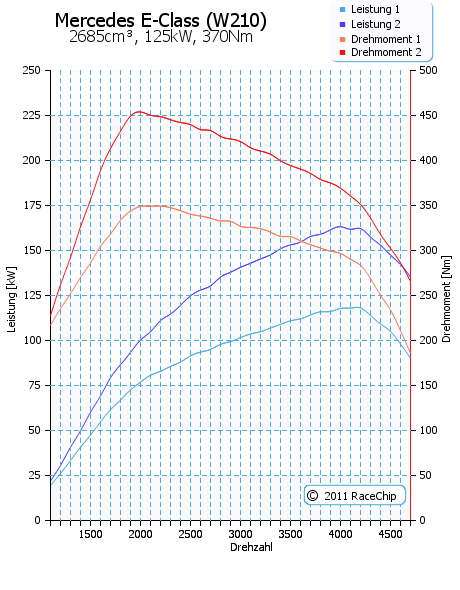 Mercedes E-Class (W210)
2685cm³, 125kW, 370Nm
Leistung 1
Leistung 2
Drehmoment 1
Drehmoment 2
250
225
200
175
150
125
100
75
50
25
0
Leistung [kW]
500
450
400
350
300
250
200
150
100
50
0
Drehmoment [Nm]
1500 2000 2500 3000 3500 4000 4500
Drehzahl
© 2011 RaceChip